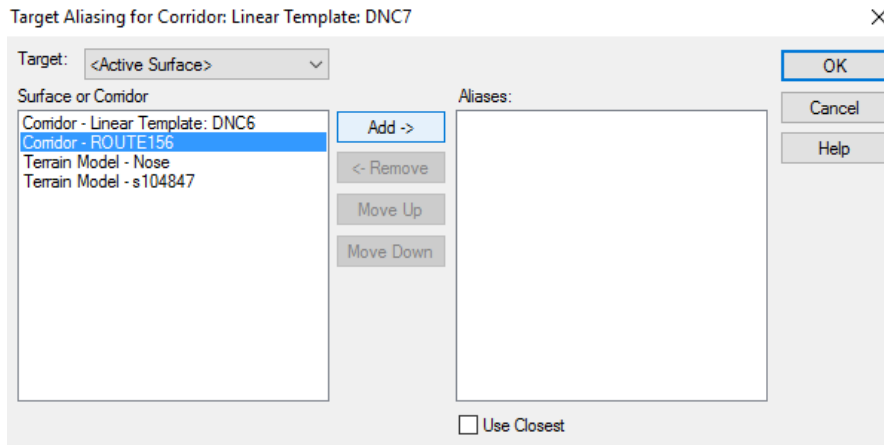 Target Aliasing for Corridor: Linear Template: DNC7
Target: <Active Surface>
OK
Surface or Corridor
Aliases:
Corridor - Linear Template: DNC6
Corridor - ROUTE156
Terrain Model - Nose
Terrain Model - s104847
Add ->
<- Remove
Move Up
Move Down
Cancel
Help
Use Closest